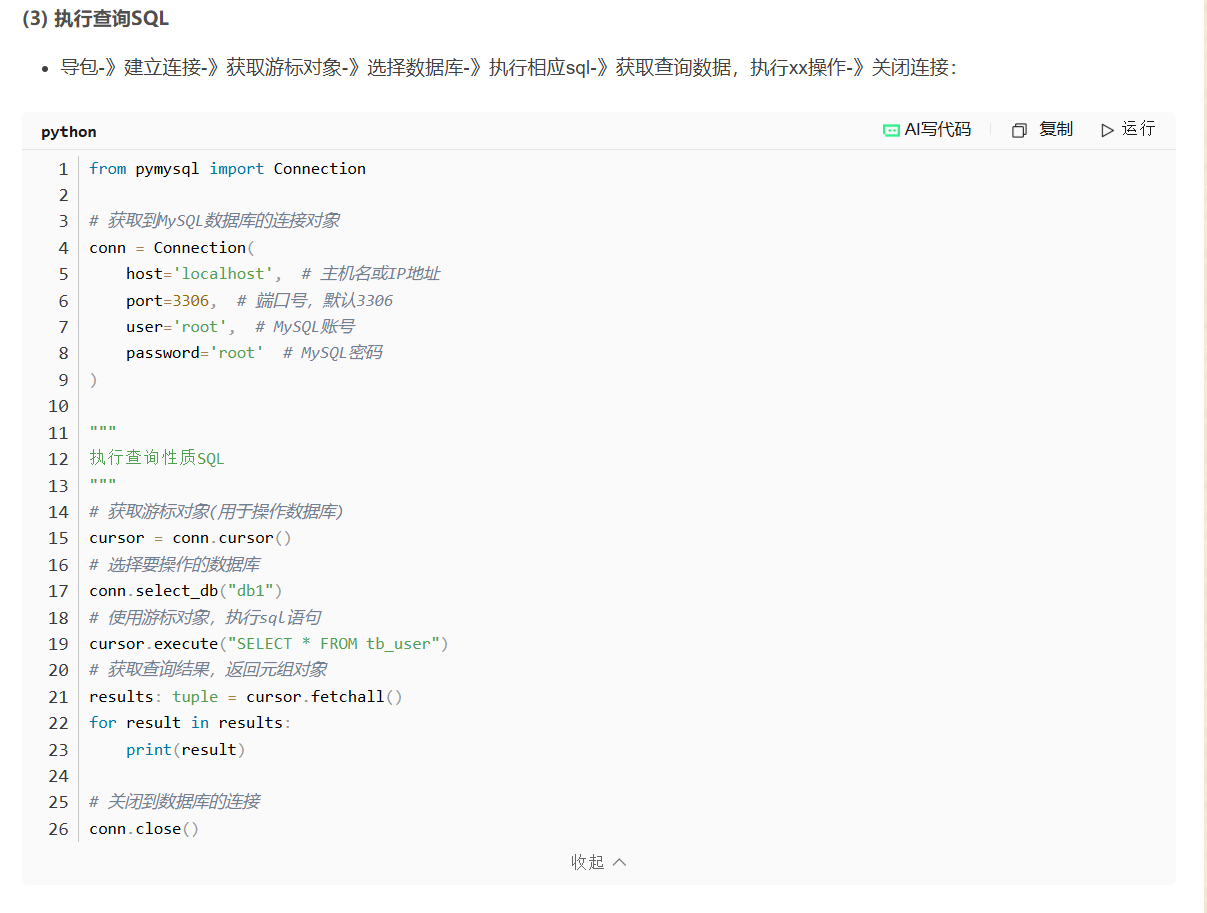 (3) 执行查询SQL
• 导包-》建立连接-》获取游标对象-》选择数据库-》执行相应sql-》获取查询数据，执行xx操作-》关闭连接：
python
AI写代码
复制
运行
1 from pymysql import Connection
2
3 # 获取到MySQL数据库的连接对象
4 conn = Connection(
5     host='localhost',  # 主机名或IP地址
6     port=3306,  # 端口号，默认3306
7     user='root',  # MySQL账号
8     password='root'  # MySQL密码
9 )
10
11 """
12 执行查询性质SQL
13 """
14 # 获取游标对象(用于操作数据库)
15 cursor = conn.cursor()
16 # 选择要操作的数据库
17 conn.select_db("db1")
18 # 使用游标对象，执行sql语句
19 cursor.execute("SELECT * FROM tb_user")
20 # 获取查询结果，返回元组对象
21 results: tuple = cursor.fetchall()
22 for result in results:
23     print(result)
24
25 # 关闭到数据库的连接
26 conn.close()
收起